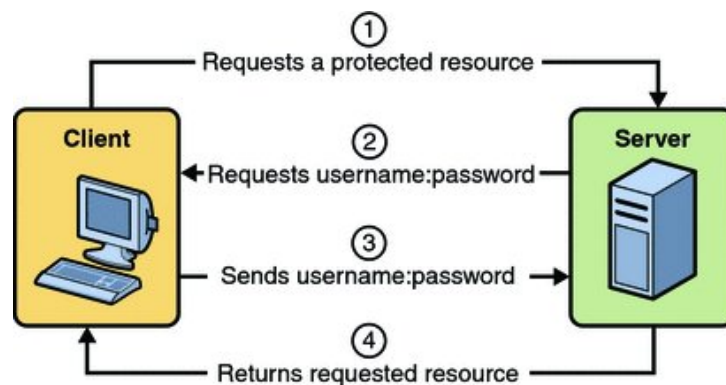 ①
Requests a protected resource
Client
Server
②
Requests username:password
③
Sends username:password
④
Returns requested resource